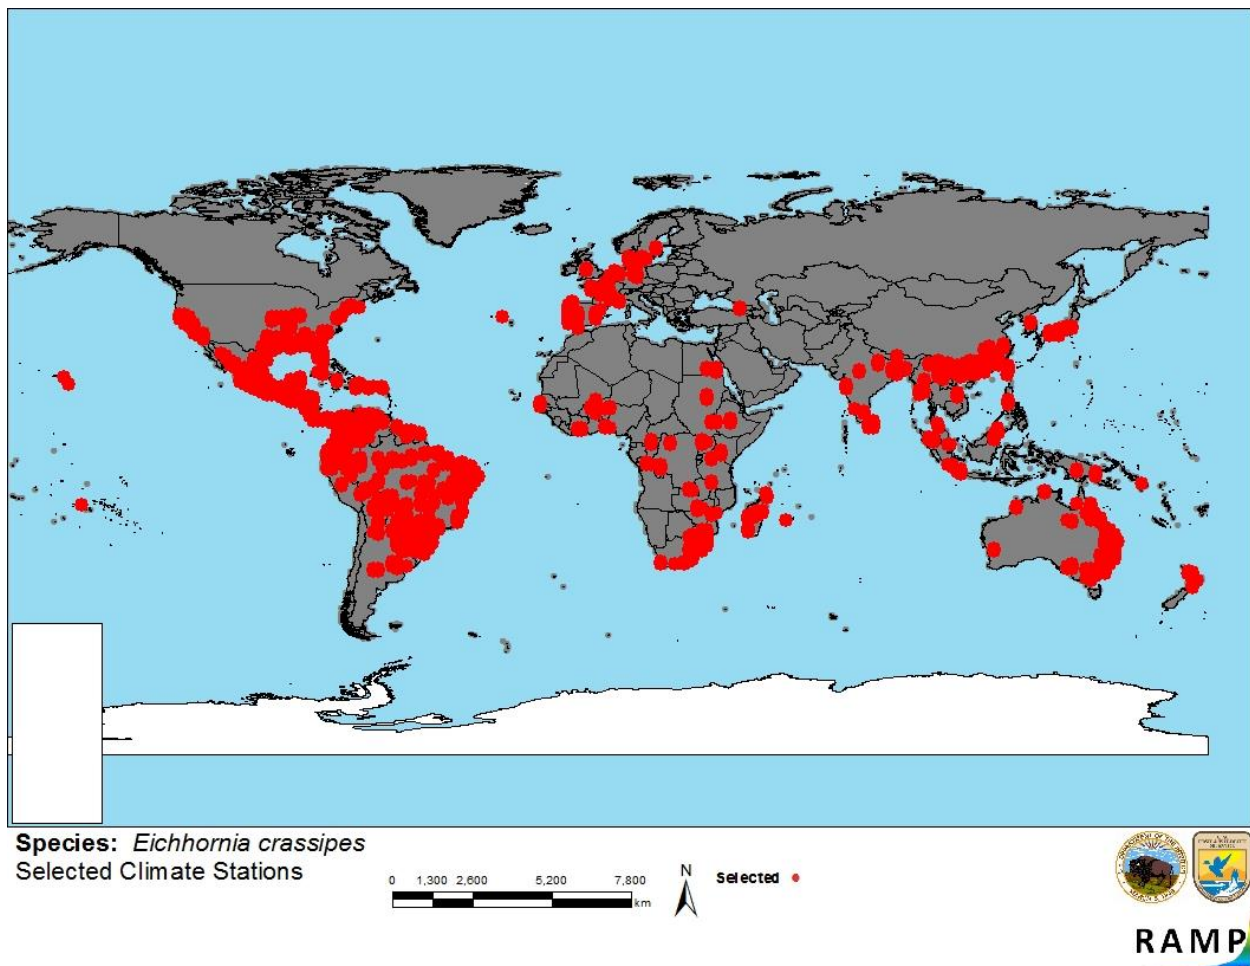 Species: Eichhornia crassipes
Selected Climate Stations
0 1,300 2,600 5,200 7,800
km
N
Selected
RAMP